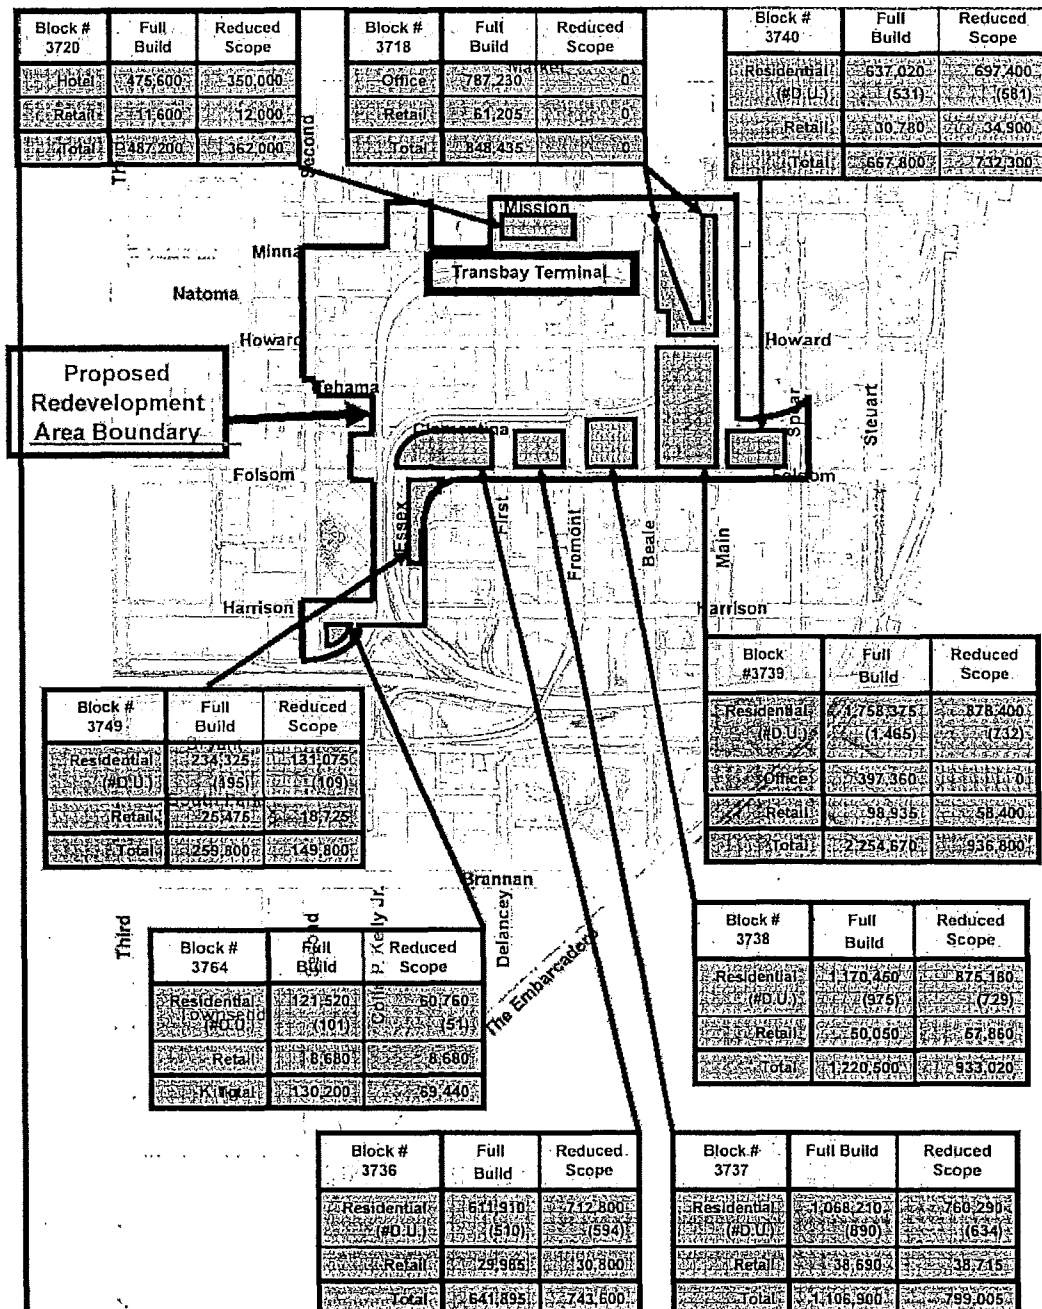 Block # 3720 Full Build Reduced Scope
Hotel 475,600 350,000
Retail 11,600 12,000
Total 487,200 362,000
Block # 3718 Full Build Reduced Scope
Office 787,230 0
Retail 61,205 0
Total 848,435 0
Block # 3740 Full Build Reduced Scope
Residential 637,020 697,400
(#D.U.) (531) (581)
Retail 30,780 34,900
Total 667,800 732,300
Market
Second
Mission
Minna
Transbay Terminal
Natoma
Howard
Howard
Proposed
Redevelopment
Area Boundary
Tehama
Clementina
Spear
Steuart
Folsom
Folsom
Essex
First
Fremont
Beale
Main
Harrison
Harrison
Block #3739 Full Build Reduced Scope
Residential 1,758,375 878,400
(#D.U.) (1,465) (732)
Office 397,360 0
Retail 98,935 58,400
Total 2,254,670 936,800
Block # 3749 Full Build Reduced Scope
Residential 234,325 131,075
(#D.U.) (195) (109)
Retail 25,475 18,725
Total 259,800 149,800
South Park
Brannan
Third
Delancey
The Embarcadero
Block # 3738 Full Build Reduced Scope
Residential 1,170,450 875,160
(#D.U.) (975) (729)
Retail 50,050 57,860
Total 1,220,500 933,020
Block # 3764 Full Build Reduced Scope
Residential 121,520 60,760
Townsend
(#D.U.) (101) (51)
Retail 8,680 8,680
Total 130,200 69,440
Block # 3736 Full Build Reduced Scope
Residential 611,910 712,800
(#D.U.) (510) (594)
Retail 29,985 30,800
Total 641,895 743,600
Block # 3737 Full Build Reduced Scope
Residential 1,068,210 760,290
(#D.U.) (890) (634)
Retail 38,690 38,715
Total 1,106,900 799,005